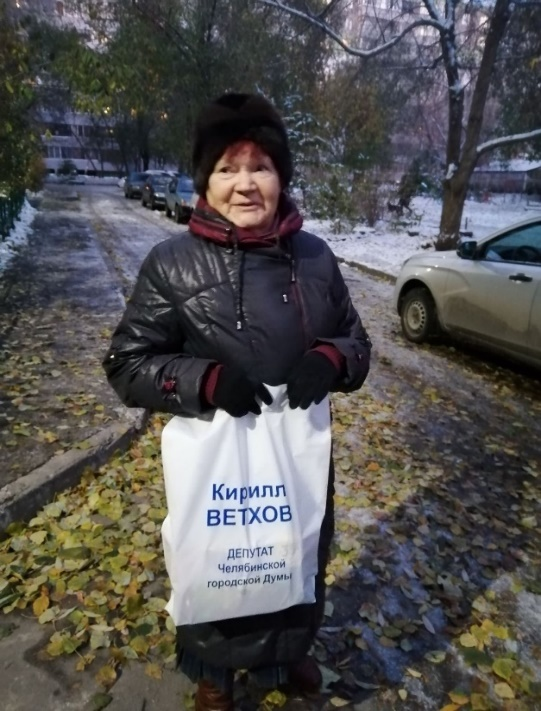 Кирилл
ВЕТХОВ
ДЕПУТАТ
Челябинской
городской Думы